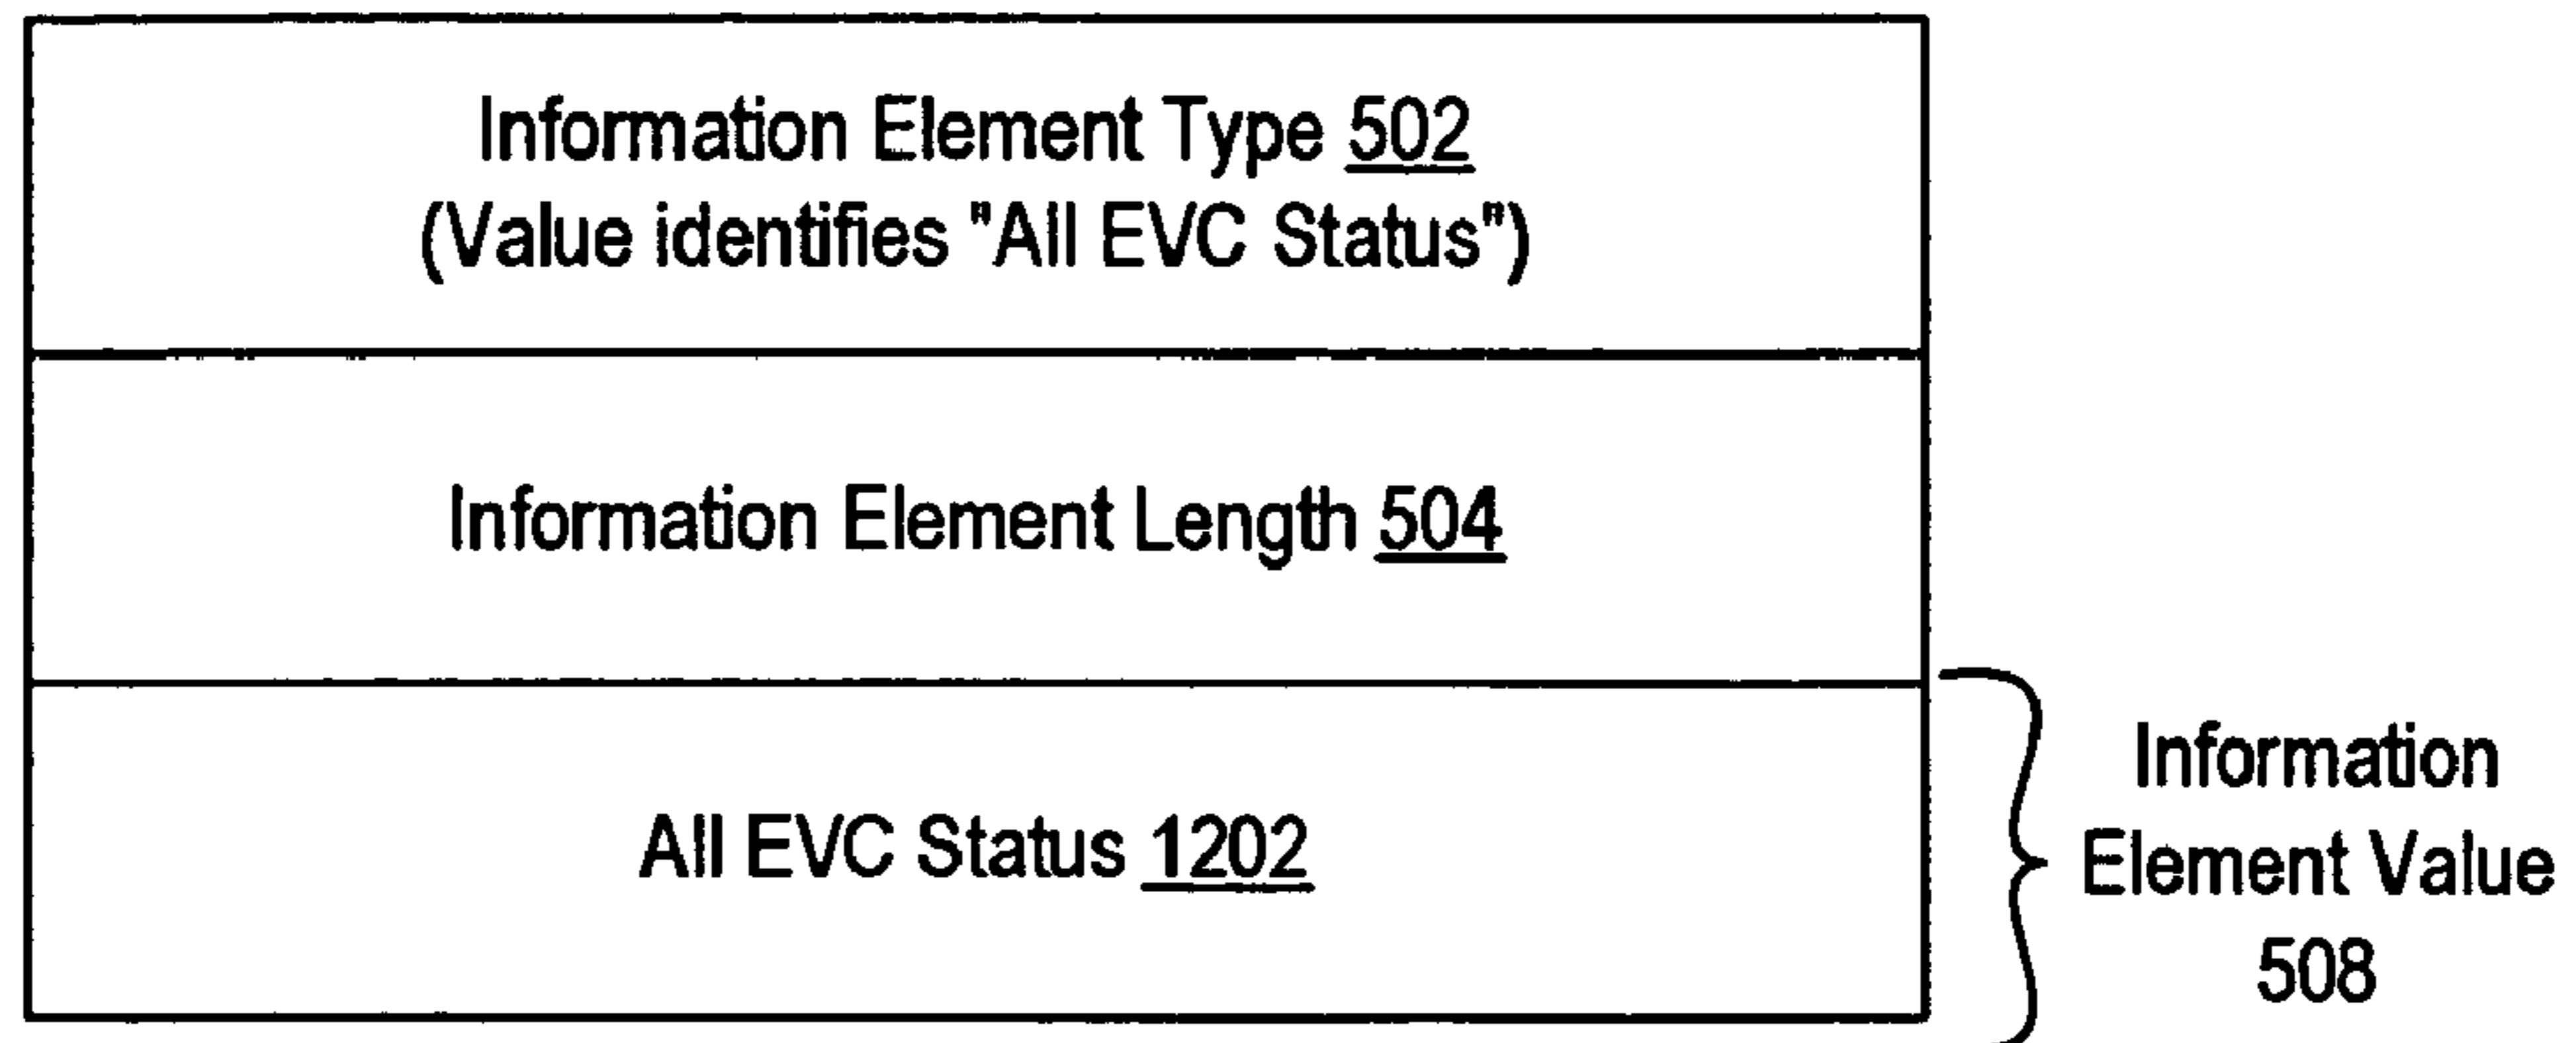 Information Element Type 502
(Value identifies "All EVC Status")
Information Element Length 504
All EVC Status 1202
Information
Element Value
508